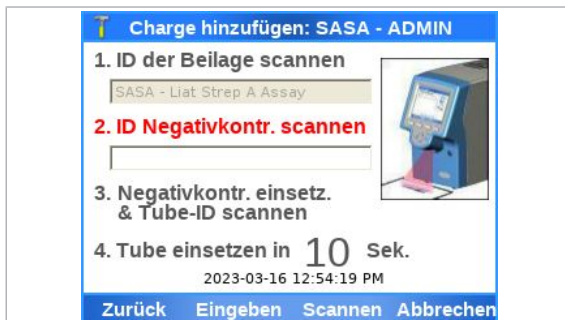 Charge hinzufügen: SASA - ADMIN
1. ID der Beilage scannen
SASA - Liat Strep A Assay
2. ID Negativkontr. scannen
3. Negativkontr. einsetz.
& Tube-ID scannen
4. Tube einsetzen in 10 Sek.
2023-03-16 12:54:19 PM
Zurück Eingeben Scannen Abbrechen